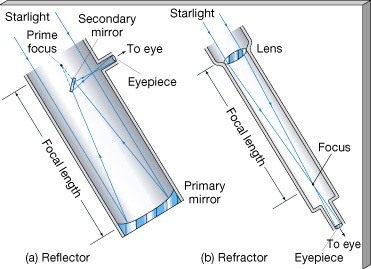 Starlight
Secondary
mirror
Prime
focus
To eye
Eyepiece
Focal length
Primary
mirror
(a) Reflector
Starlight
Lens
Focal length
Focus
To eye
Eyepiece
(b) Refractor